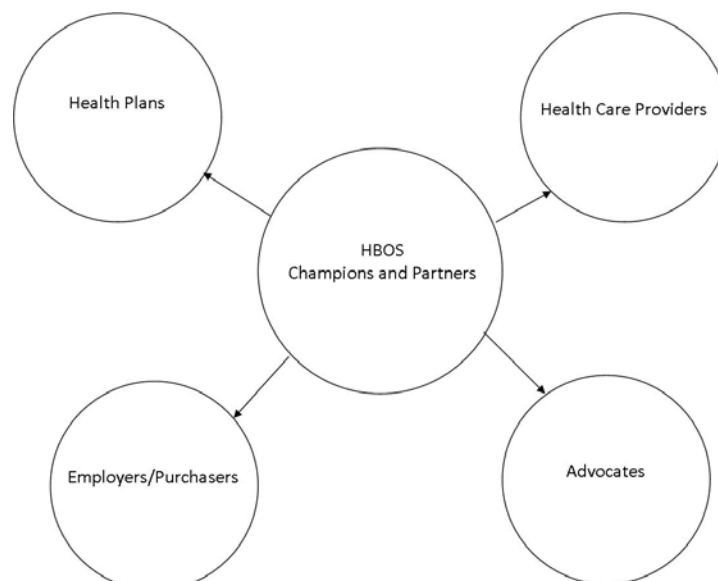 Health Plans
Health Care Providers
HBOS
Champions and Partners
Employers/Purchasers
Advocates